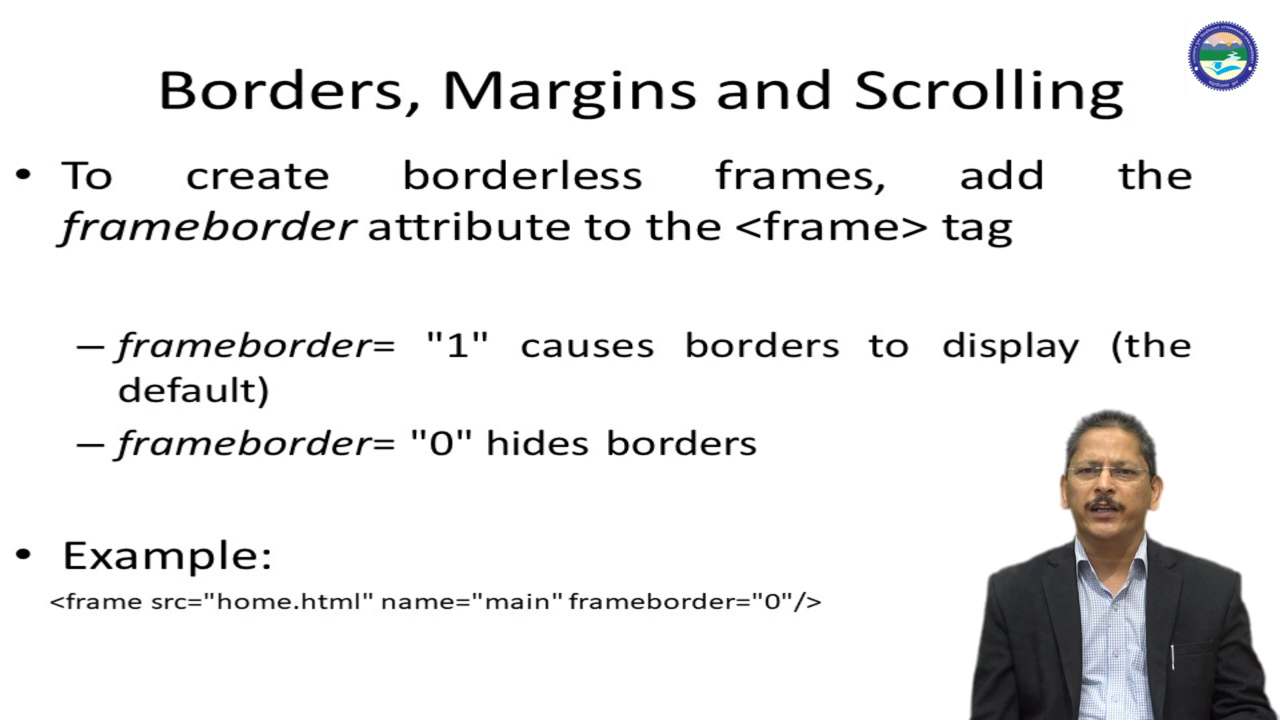 Borders, Margins and Scrolling
• To create borderless frames, add the
frameborder attribute to the <frame> tag
– frameborder= "1" causes borders to display (the
default)
– frameborder= "0" hides borders
• Example:
<frame src="home.html" name="main" frameborder="0"/>